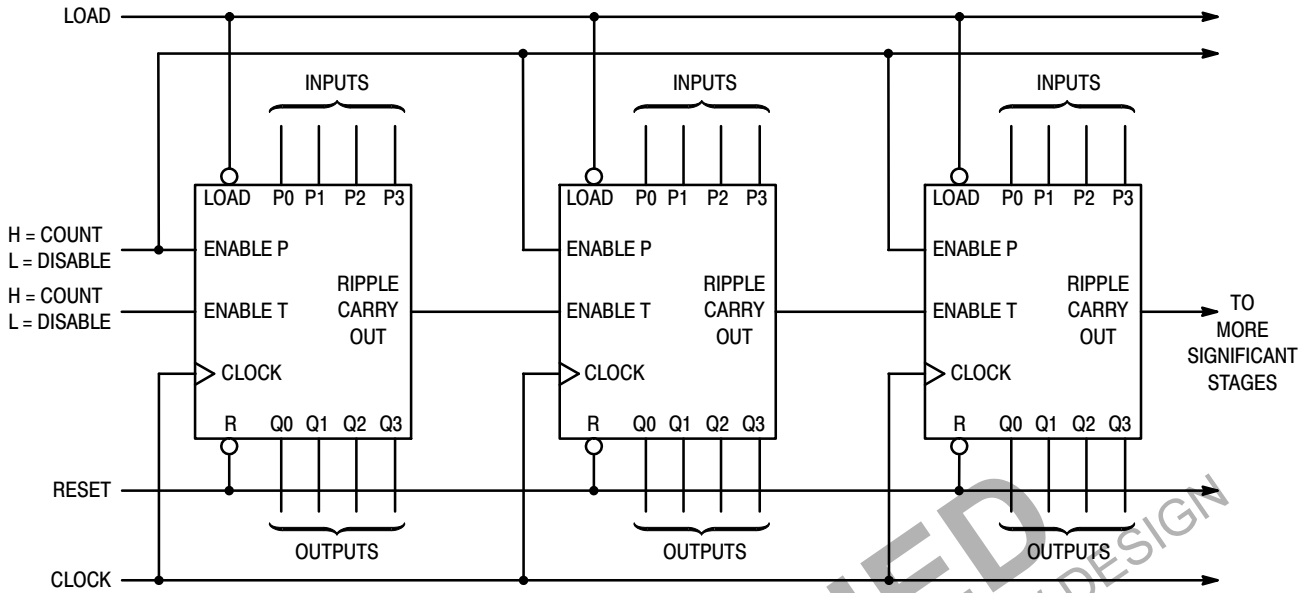 LOAD
INPUTS
INPUTS
INPUTS
LOAD P0 P1 P2 P3
LOAD P0 P1 P2 P3
LOAD P0 P1 P2 P3
H = COUNT
L = DISABLE
ENABLE P
ENABLE P
ENABLE P
H = COUNT
L = DISABLE
ENABLE T
RIPPLE
CARRY
OUT
ENABLE T
RIPPLE
CARRY
OUT
ENABLE T
RIPPLE
CARRY
OUT
TO
MORE
SIGNIFICANT
STAGES
CLOCK
CLOCK
CLOCK
R Q0 Q1 Q2 Q3
R Q0 Q1 Q2 Q3
R Q0 Q1 Q2 Q3
RESET
OUTPUTS
OUTPUTS
OUTPUTS
CLOCK
DESIGN